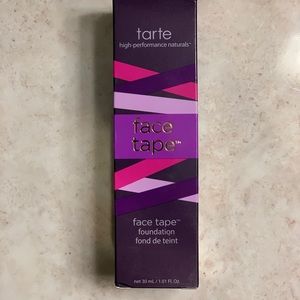 tarte
high-performance naturals™
face
tape™
face tape™
foundation
fond de teint
net 30 mL / 1.01 Fl. Oz